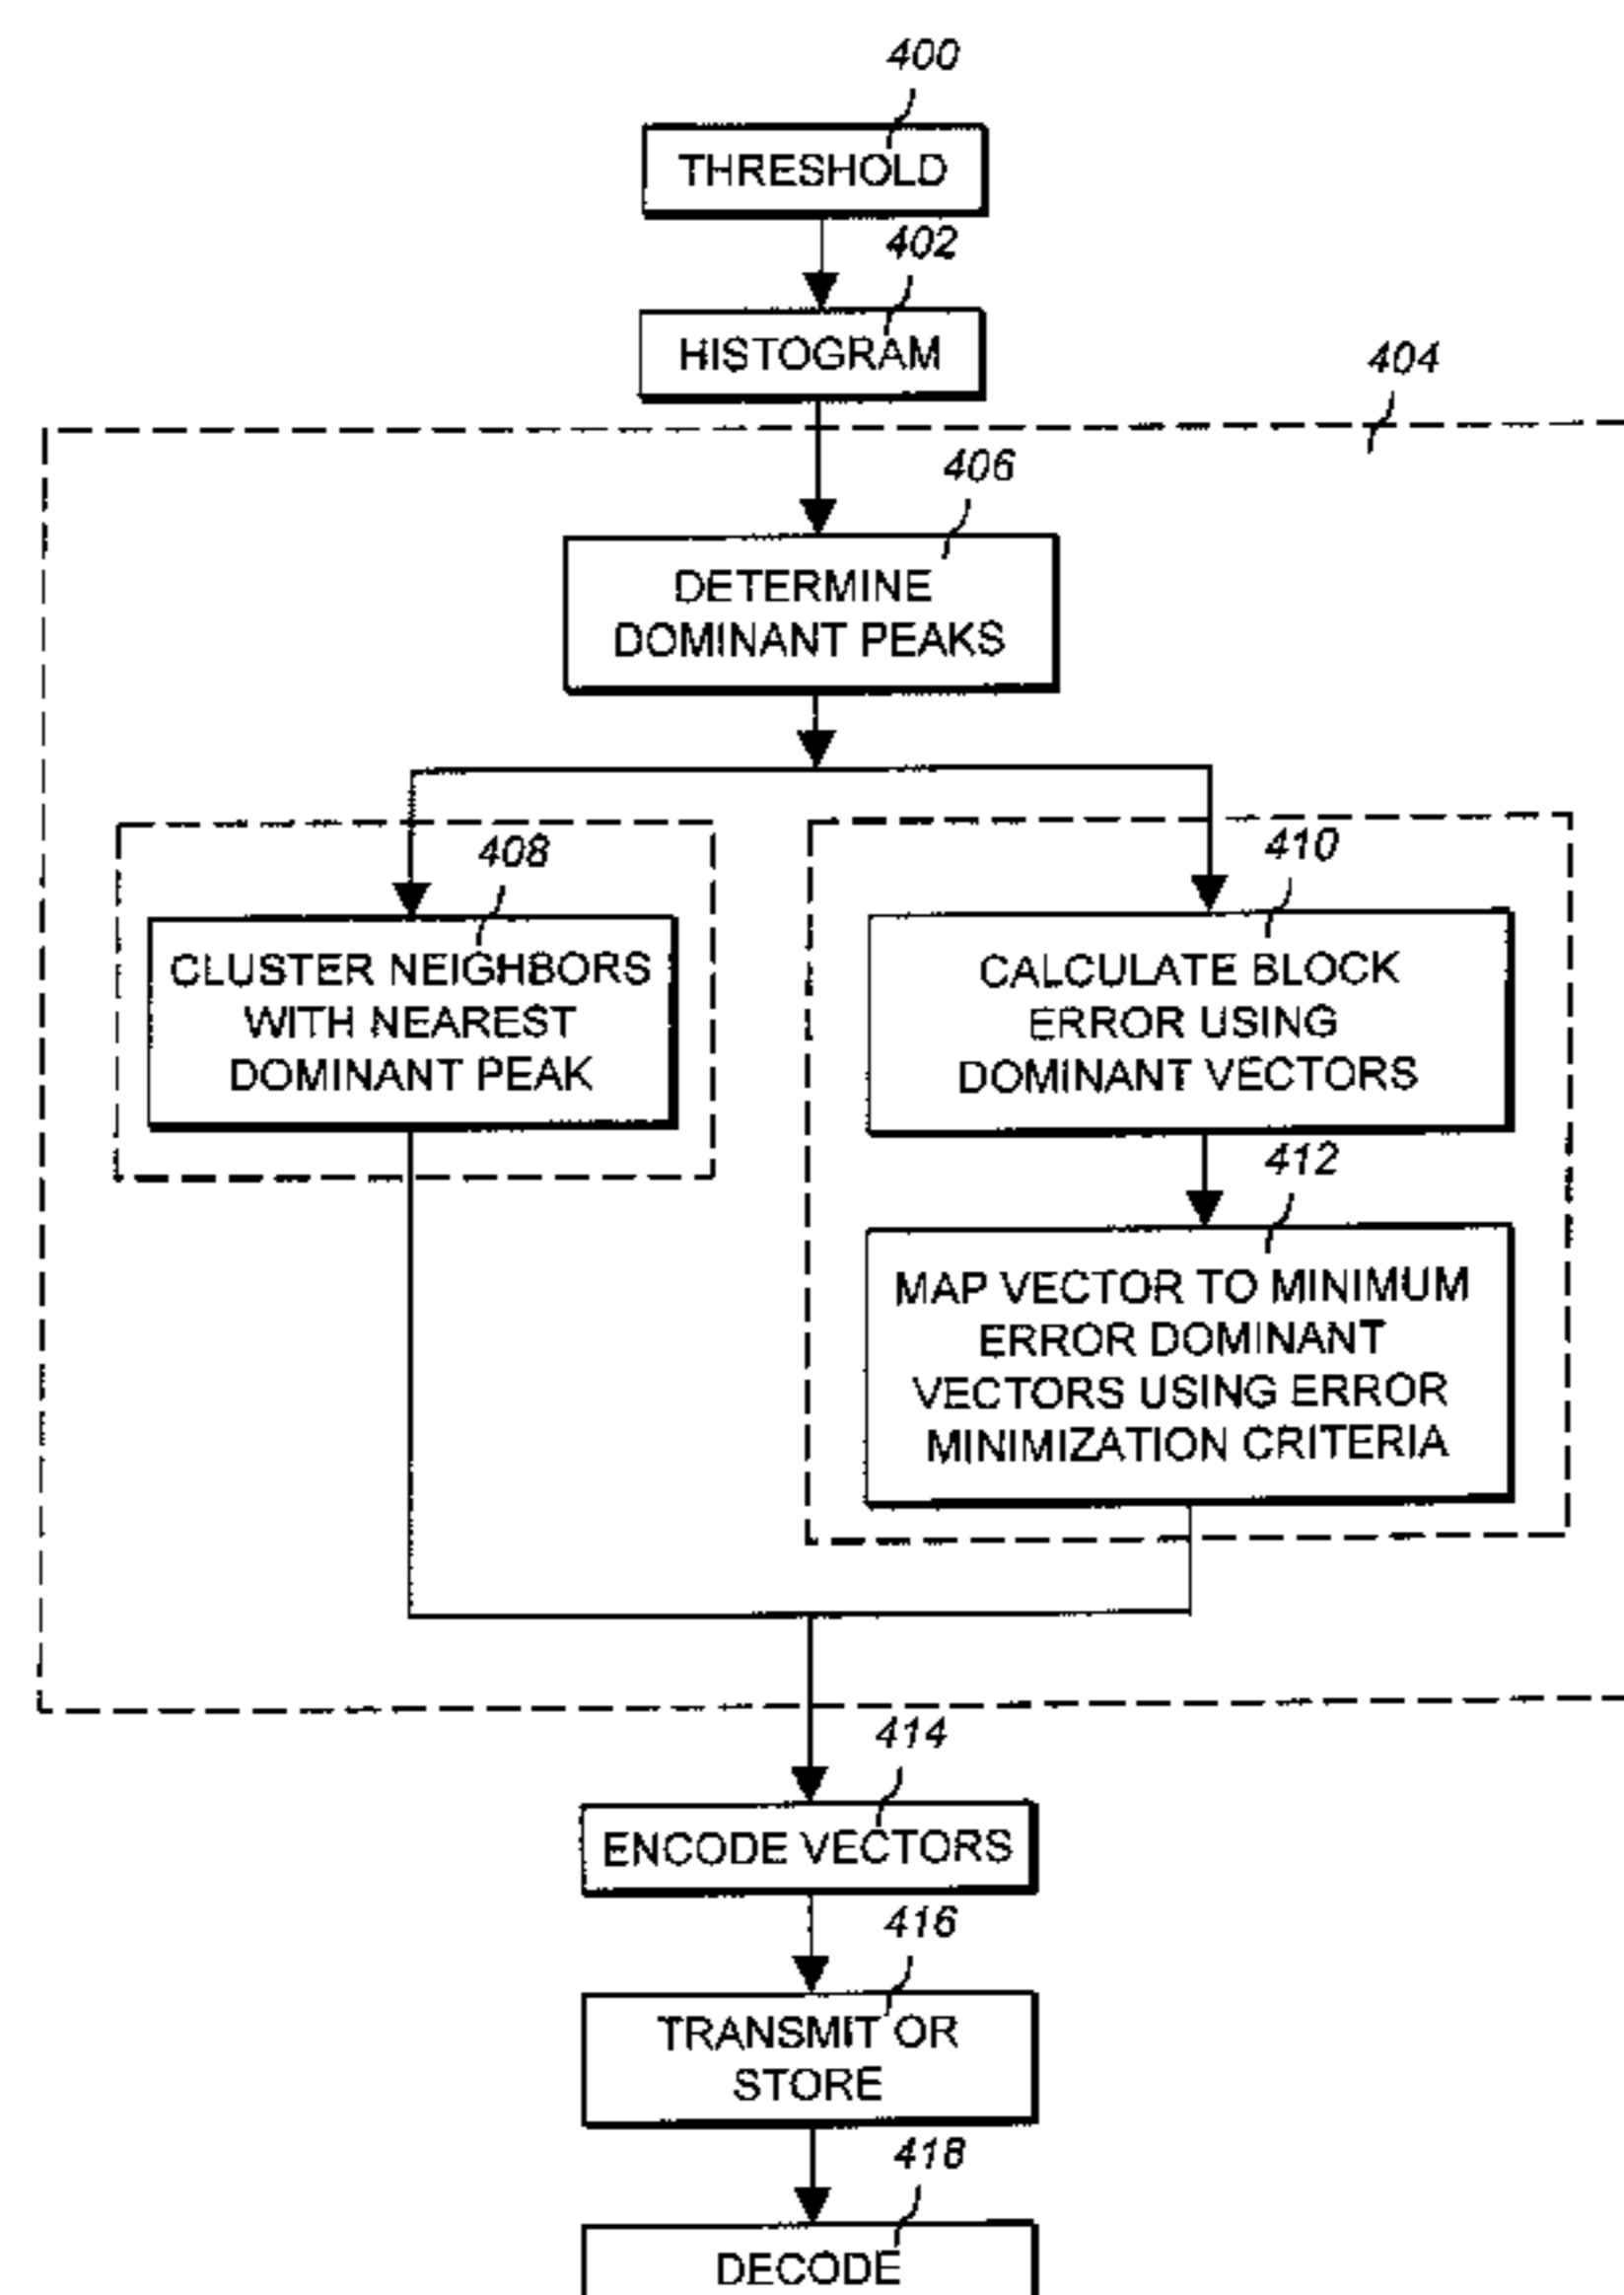 400
THRESHOLD
402
HISTOGRAM
404
406
DETERMINE
DOMINANT PEAKS
408
CLUSTER NEIGHBORS
WITH NEAREST
DOMINANT PEAK
410
CALCULATE BLOCK
ERROR USING
DOMINANT VECTORS
412
MAP VECTOR TO MINIMUM
ERROR DOMINANT
VECTORS USING ERROR
MINIMIZATION CRITERIA
414
ENCODE VECTORS
416
TRANSMIT OR
STORE
418
DECODE